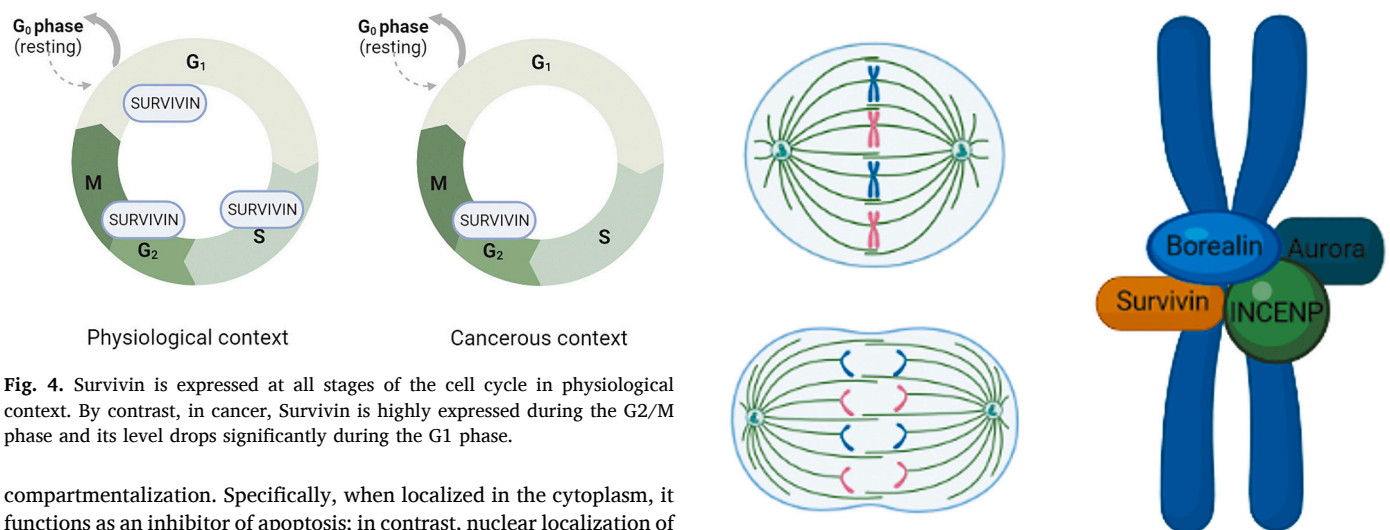 G₀ phase
(resting)
G₁
SURVIVIN
M
SURVIVIN
SURVIVIN
G₂
S
Physiological context
G₀ phase
(resting)
G₁
M
SURVIVIN
G₂
S
Cancerous context
Fig. 4. Survivin is expressed at all stages of the cell cycle in physiological
context. By contrast, in cancer, Survivin is highly expressed during the G2/M
phase and its level drops significantly during the G1 phase.
compartmentalization. Specifically, when localized in the cytoplasm, it
functions as an inhibitor of apoptosis; in contrast, nuclear localization of
Borealin
Aurora
Survivin
INCENP